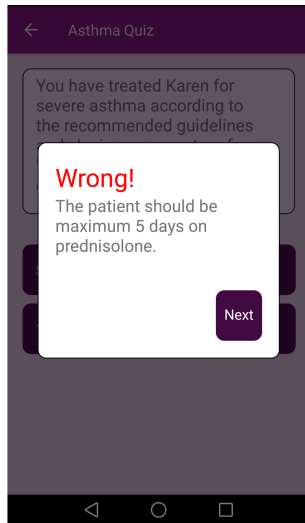 Asthma Quiz
You have treated Karen for
severe asthma according to
the recommended guidelines
Wrong!
The patient should be
maximum 5 days on
prednisolone.
Next